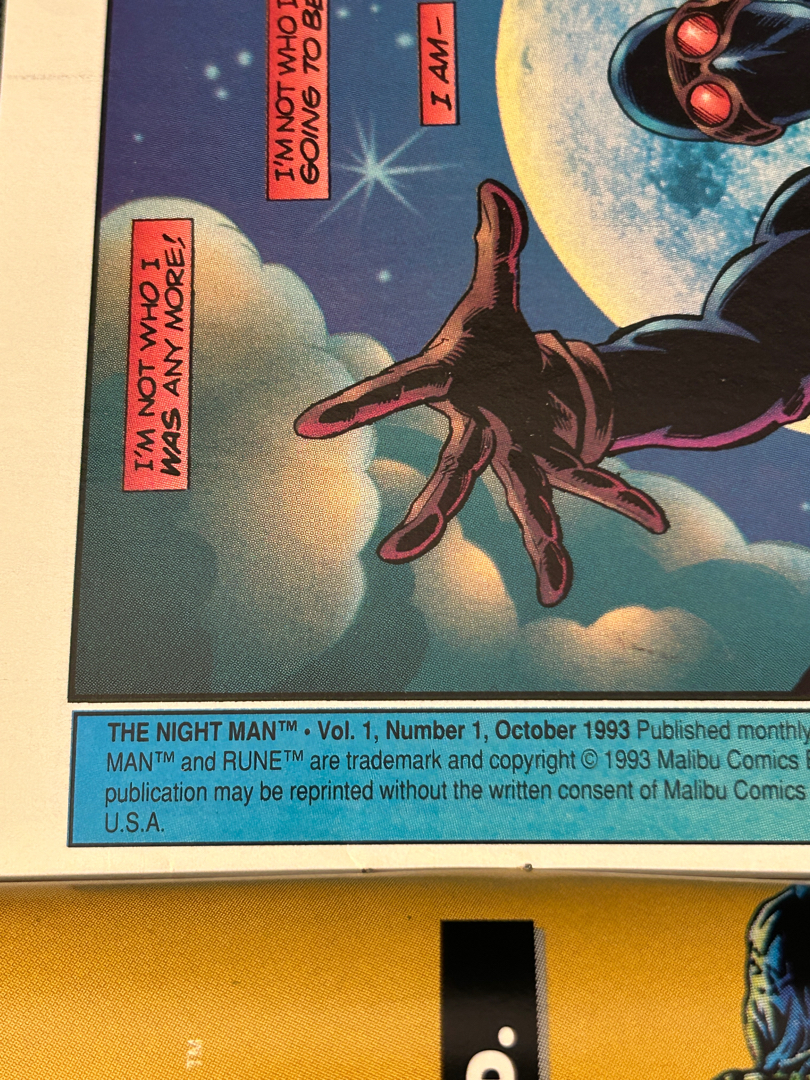 I'M NOT WHO I
WAS ANY MORE!
I'M NOT WHO I
GOING TO BE
I AM-
THE NIGHT MAN™ • Vol. 1, Number 1, October 1993 Published monthly
MAN™ and RUNE™ are trademark and copyright © 1993 Malibu Comics
publication may be reprinted without the written consent of Malibu Comics
U.S.A.
TM